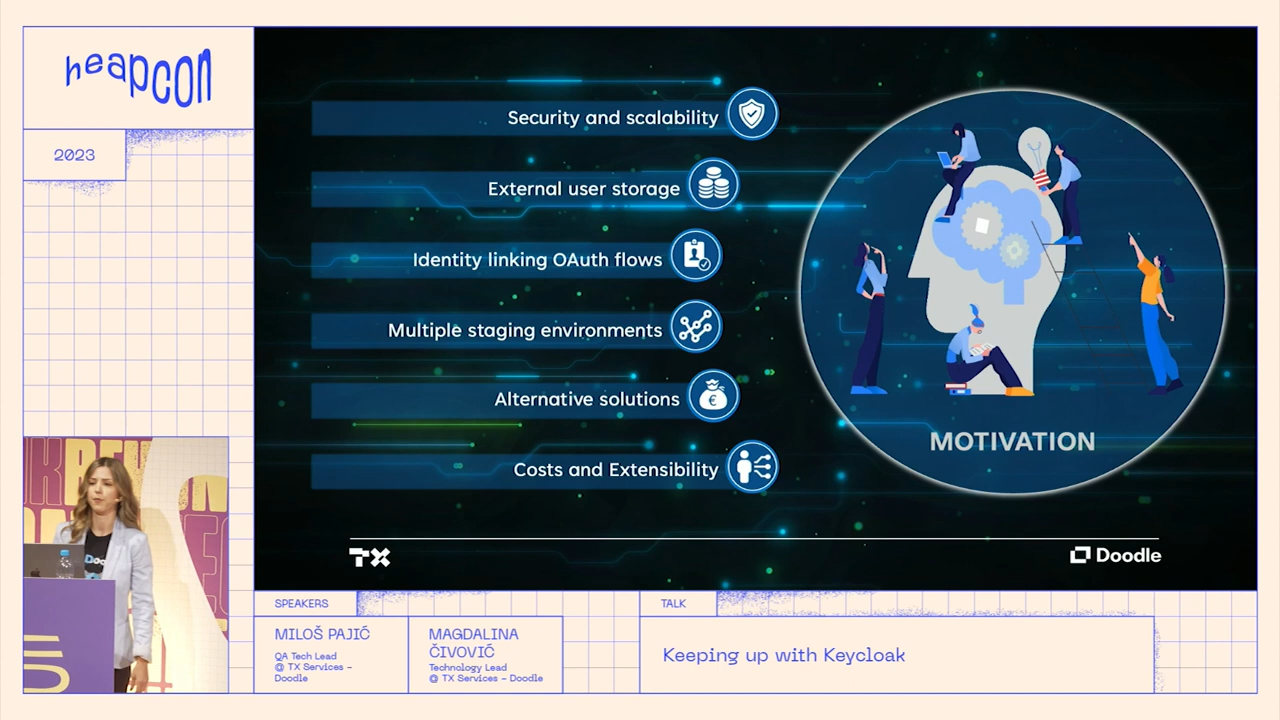 heapcon
2023
Security and scalability
External user storage
Identity linking OAuth flows
Multiple staging environments
Alternative solutions
€
Costs and Extensibility
MOTIVATION
TX
Doodle
SPEAKERS
MILOŠ PAJIĆ
QA Tech Lead
@ TX Services –
Doodle
MAGDALINA
ČIVOVIĆ
Technology Lead
@ TX Services – Doodle
TALK
Keeping up with Keycloak